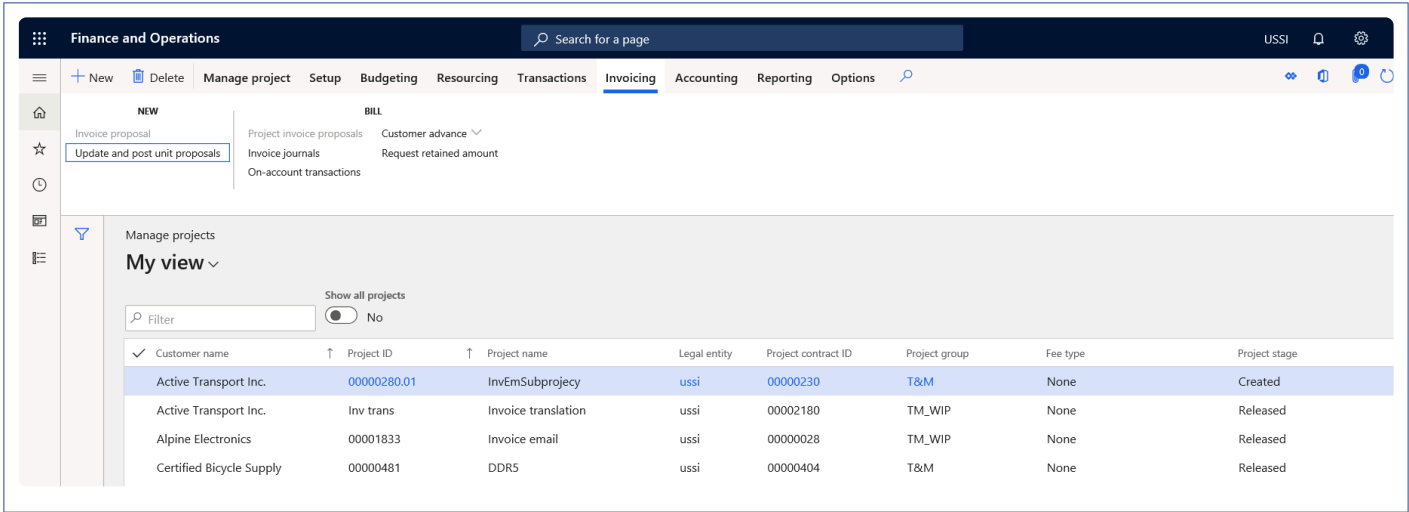 Finance and Operations Search for a page USSI
New Delete Manage project Setup Budgeting Resourcing Transactions Invoicing Accounting Reporting Options 0
NEW BILL
Invoice proposal Project invoice proposals Customer advance
Update and post unit proposals Invoice journals Request retained amount
On-account transactions
Manage projects
My view
Show all projects
Filter No
Customer name Project ID Project name Legal entity Project contract ID Project group Fee type Project stage
Active Transport Inc. 00000280.01 InvEmSubprojecy ussi 00000230 T&M None Created
Active Transport Inc. Inv trans Invoice translation ussi 00002180 TM_WIP None Released
Alpine Electronics 00001833 Invoice email ussi 00000028 TM_WIP None Released
Certified Bicycle Supply 00000481 DDR5 ussi 00000404 T&M None Released